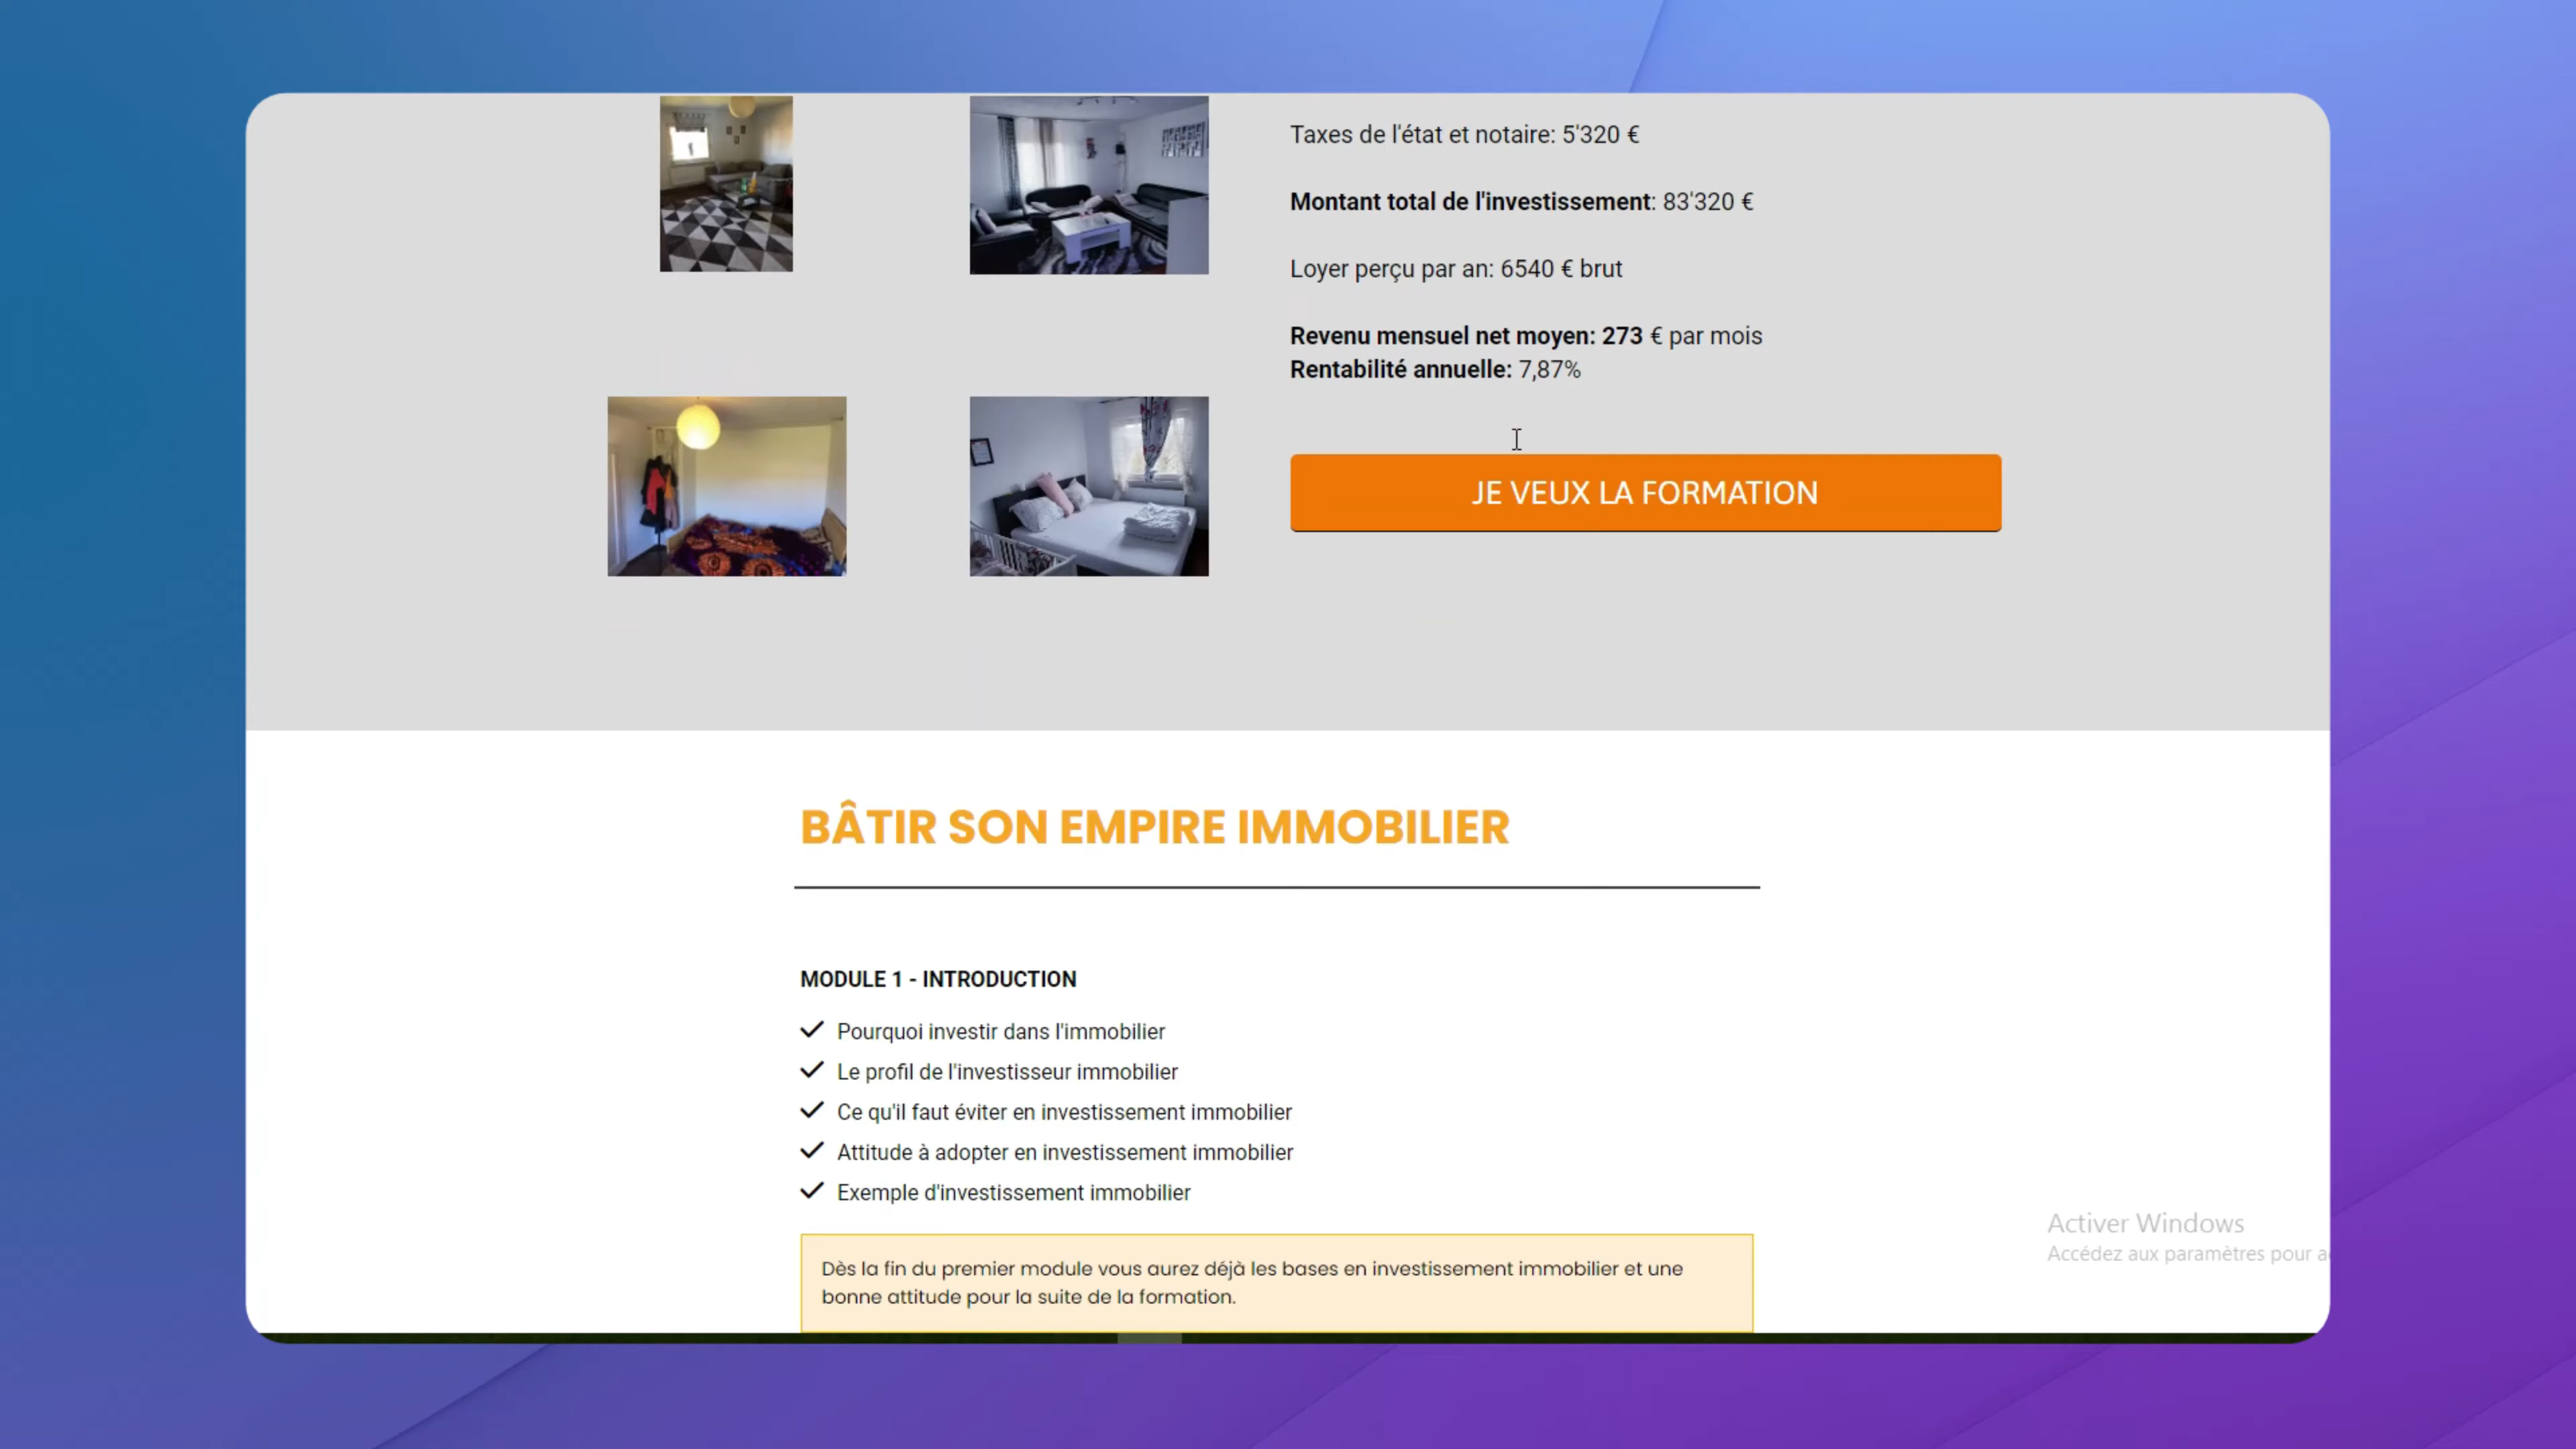 Taxes de l'état et notaire: 5'320 €
Montant total de l'investissement: 83'320 €
Loyer perçu par an: 6540 € brut
Revenu mensuel net moyen: 273 € par mois
Rentabilité annuelle: 7,87%
JE VEUX LA FORMATION
BÂTIR SON EMPIRE IMMOBILIER
MODULE 1 - INTRODUCTION
Pourquoi investir dans l'immobilier
Le profil de l'investisseur immobilier
Ce qu'il faut éviter en investissement immobilier
Attitude à adopter en investissement immobilier
Exemple d'investissement immobilier
Dès la fin du premier module vous aurez déjà les bases en investissement immobilier et une
bonne attitude pour la suite de la formation.
Activer Windows
Accédez aux paramètres pour a